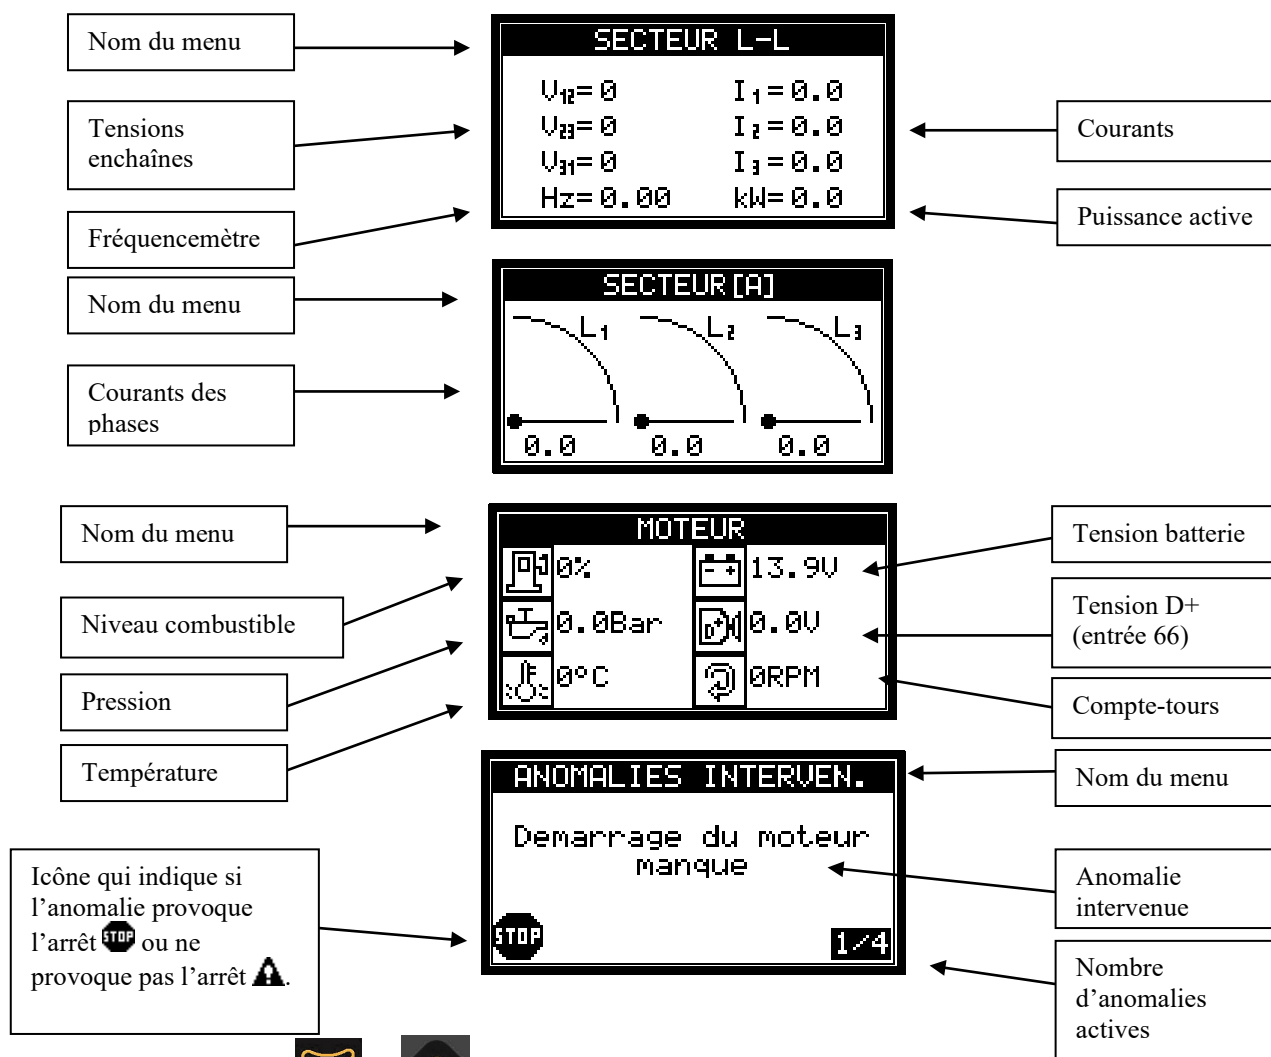 Nom du menu
SECTEUR L-L
Tensions
enchaînes
V12=0 I1=0.0
V23=0 I2=0.0
V31=0 I3=0.0
Hz=0.00 kW=0.0
Courants
Fréquencemètre
Puissance active
Nom du menu
SECTEUR[A]
L1 L2 L3
0.0 0.0 0.0
Courants des
phases
Nom du menu
MOTEUR
0% - + 13.9V
0.0Bar D+ 0.0V
0°C 0RPM
Niveau combustible
Pression
Température
Tension batterie
Tension D+
(entrée 66)
Compte-tours
ANOMALIES INTERVEN.
Nom du menu
Demarrage du moteur
manque
STOP 1/4
Icône qui indique si
l’anomalie provoque
l’arrêt STOP ou ne
provoque pas l’arrêt .
Anomalie
intervenue
Nombre
d’anomalies
actives